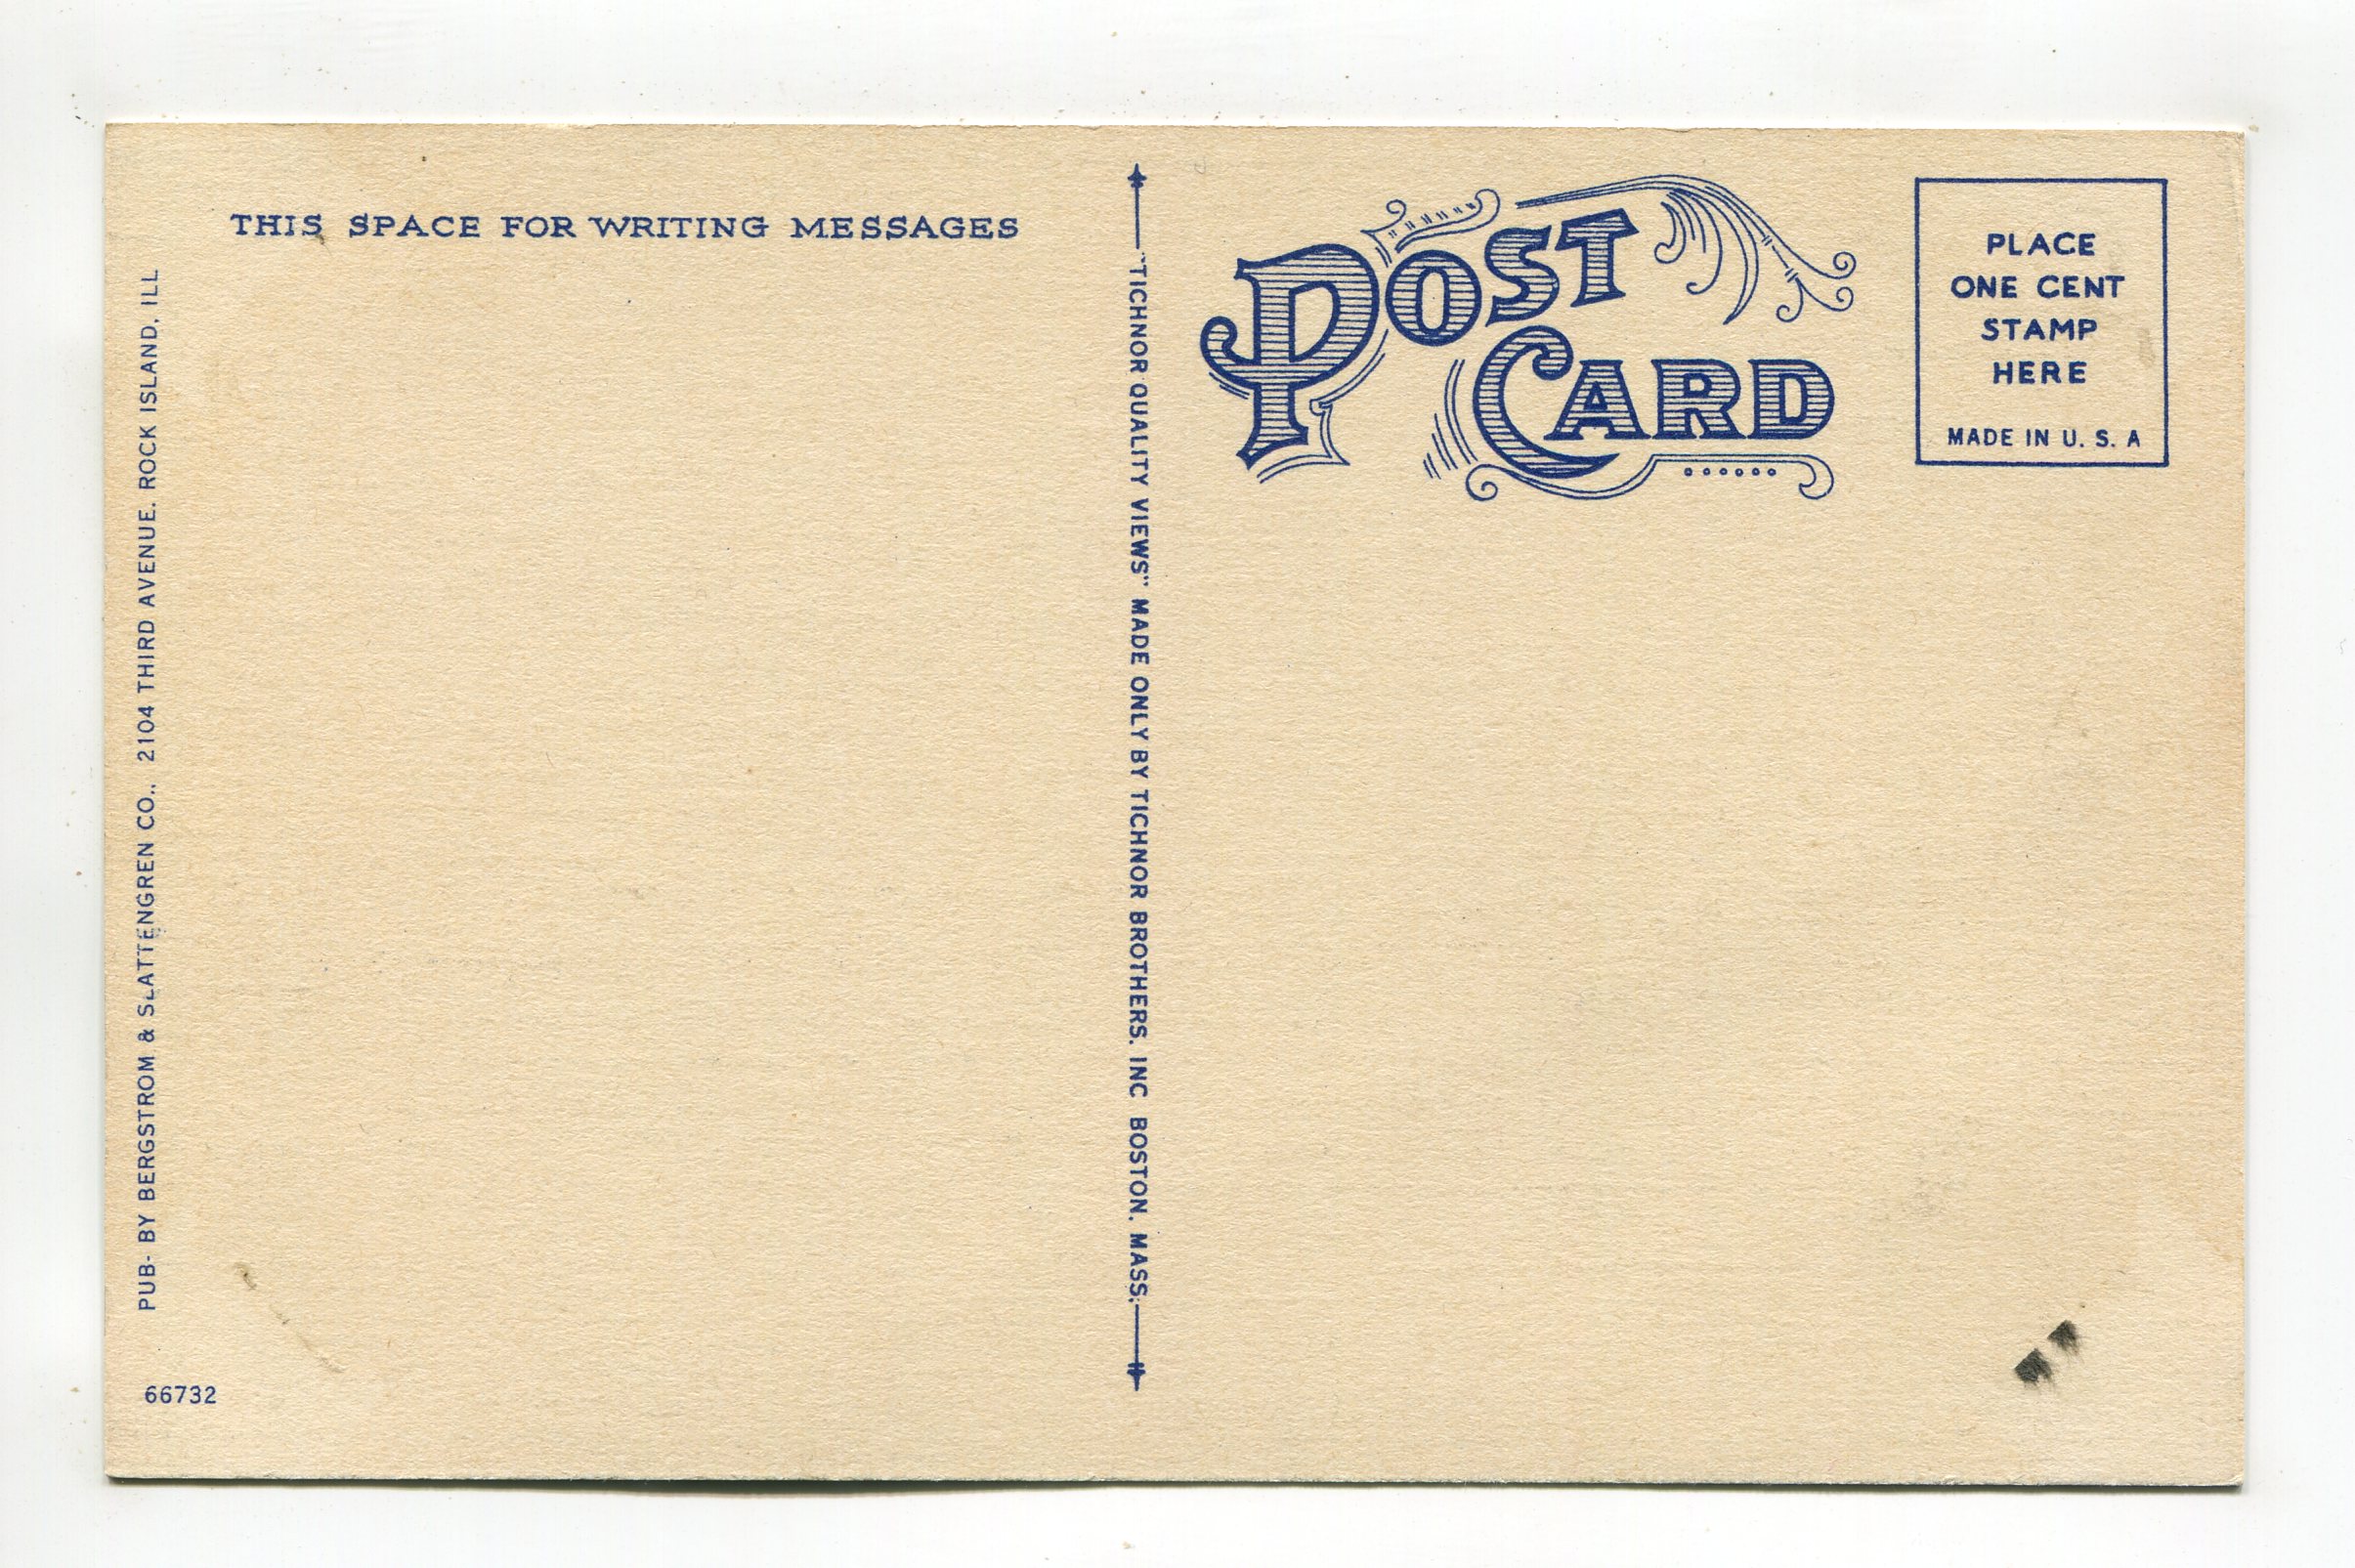 THIS SPACE FOR WRITING MESSAGES
PUB- BY BERGSTROM & SLATTENGREN CO., 2104 THIRD AVENUE, ROCK ISLAND, ILL
66732
"TICHNOR QUALITY VIEWS" MADE ONLY BY TICHNOR BROTHERS. INC BOSTON. MASS.
POST
CARD
PLACE
ONE CENT
STAMP
HERE
MADE IN U. S. A